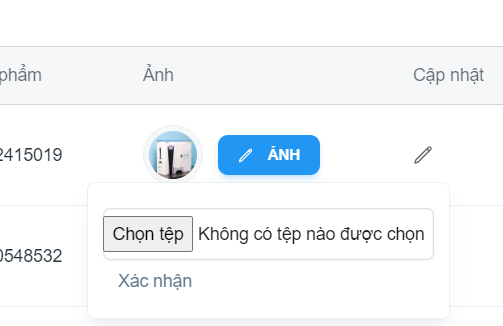 phẩm Ảnh Cập nhật
2415019 ẢNH
Chọn tệp Không có tệp nào được chọn
0548532
Xác nhận